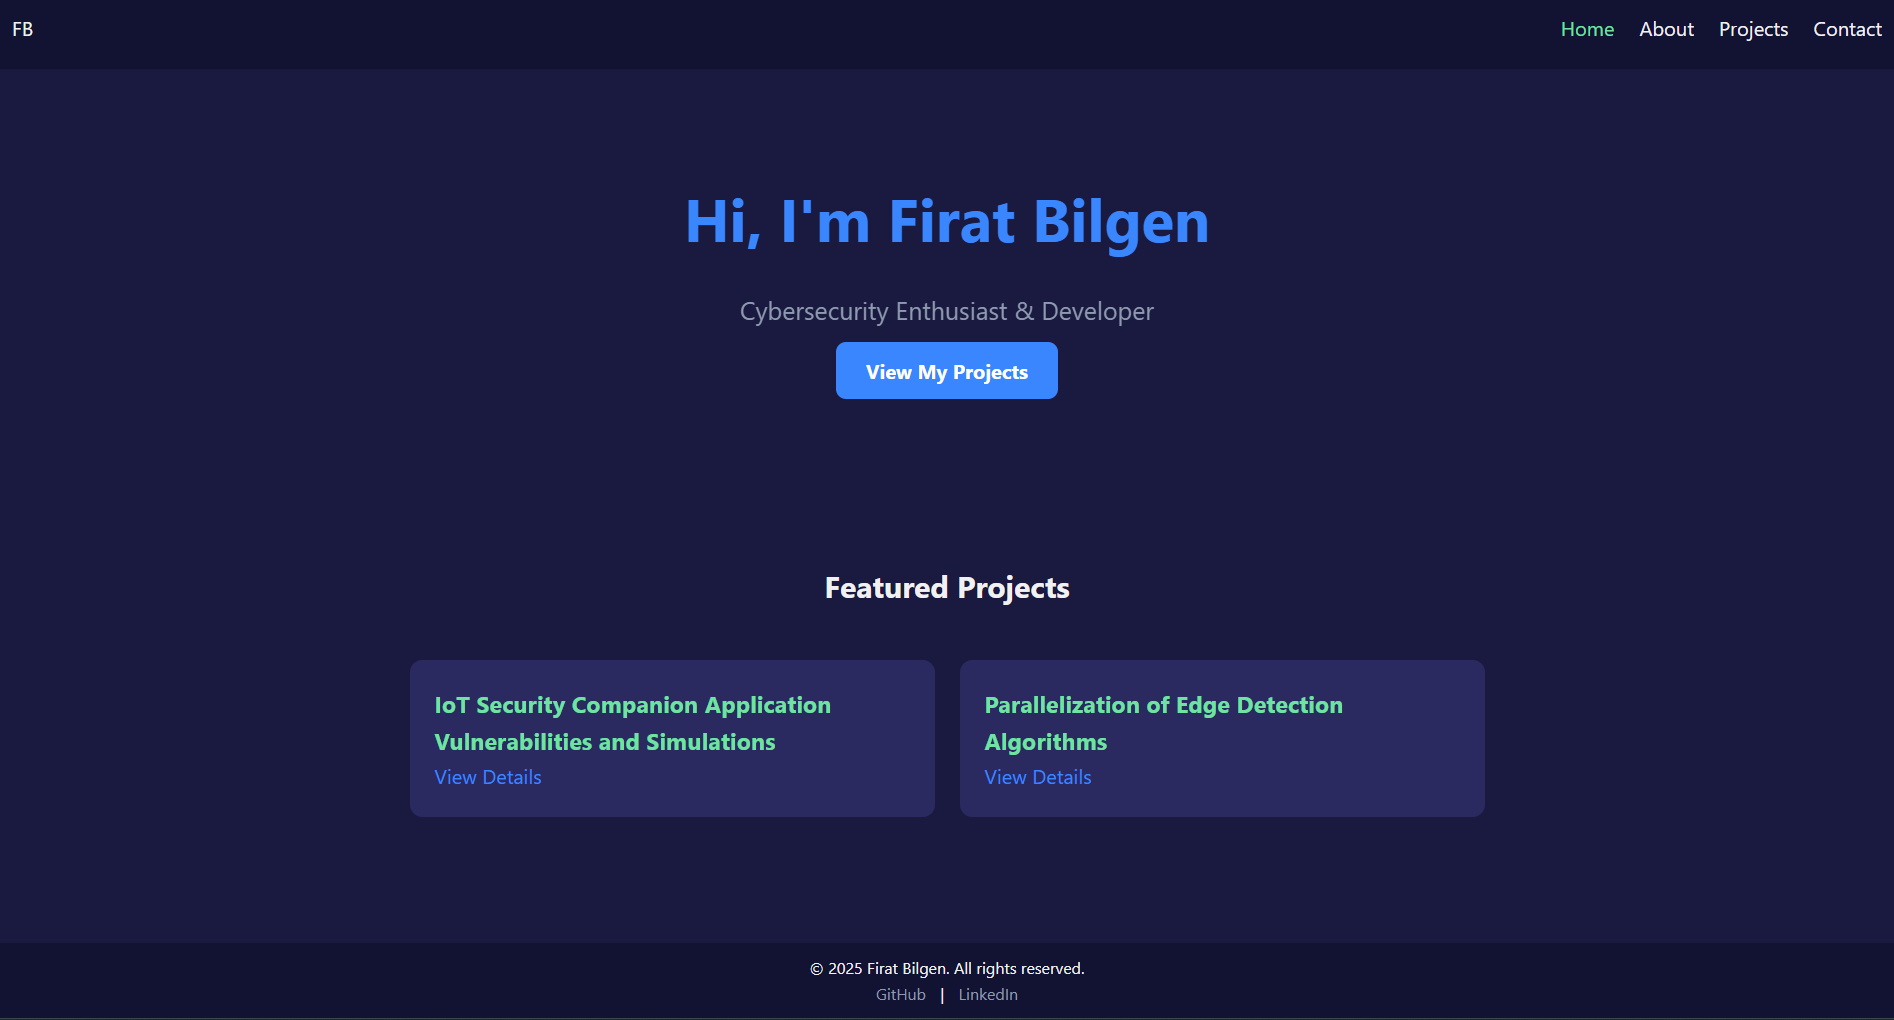 FB
Home About Projects Contact
Hi, I'm Firat Bilgen
Cybersecurity Enthusiast & Developer
View My Projects
Featured Projects
IoT Security Companion Application
Vulnerabilities and Simulations
View Details
Parallelization of Edge Detection
Algorithms
View Details
© 2025 Firat Bilgen. All rights reserved.
GitHub | LinkedIn